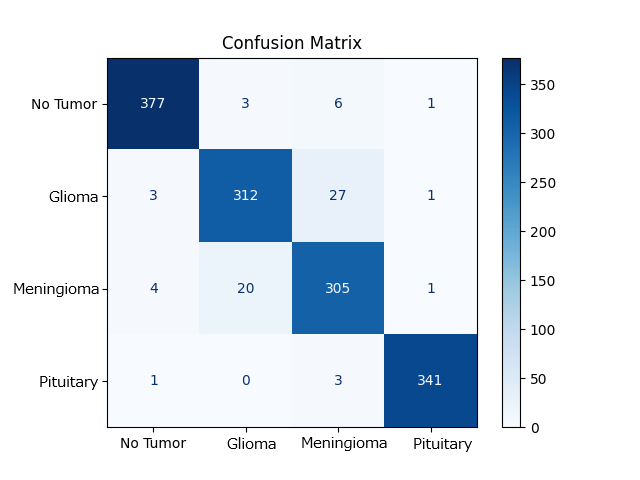 Confusion Matrix
No Tumor 377 3 6 1
Glioma 3 312 27 1
Meningioma 4 20 305 1
Pituitary 1 0 3 341
No Tumor Glioma Meningioma Pituitary
350
300
250
200
150
100
50
0